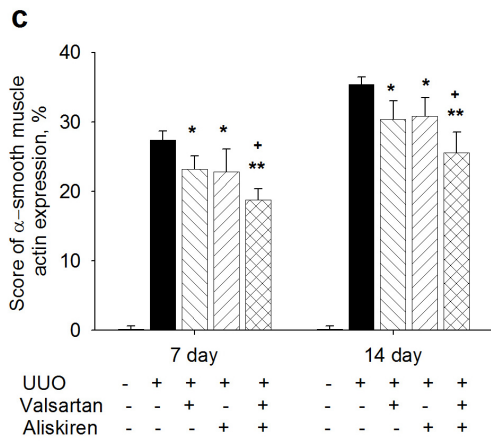 C
Score of α−smooth muscle
actin expression, %
40
30
20
10
0
* * + **
* * + **
7 day 14 day
UUO - + + + + - + + + +
Valsartan - - + - + - - + - +
Aliskiren - - - + + - - - + +